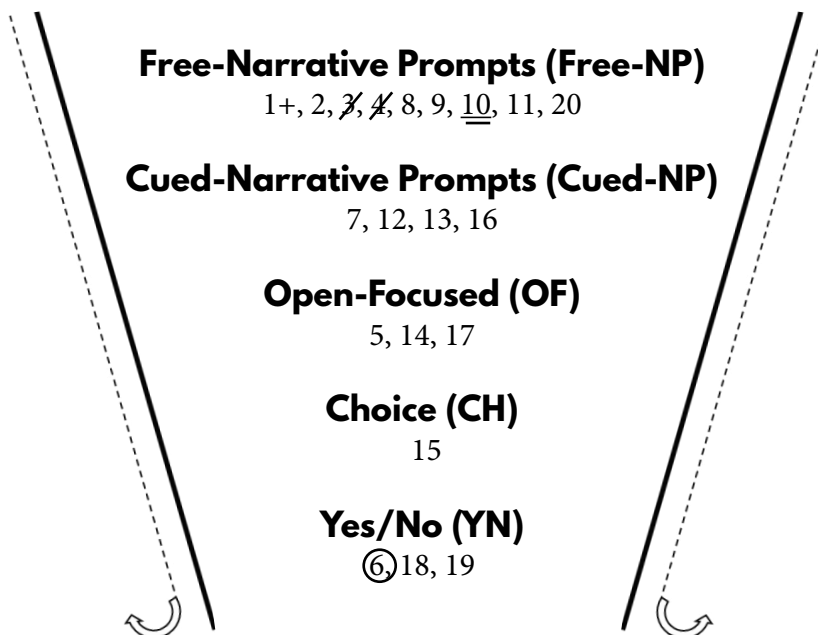 Free-Narrative Prompts (Free-NP)
1+, 2, 3, 4, 8, 9, 10, 11, 20
Cued-Narrative Prompts (Cued-NP)
7, 12, 13, 16
Open-Focused (OF)
5, 14, 17
Choice (CH)
15
Yes/No (YN)
6, 18, 19